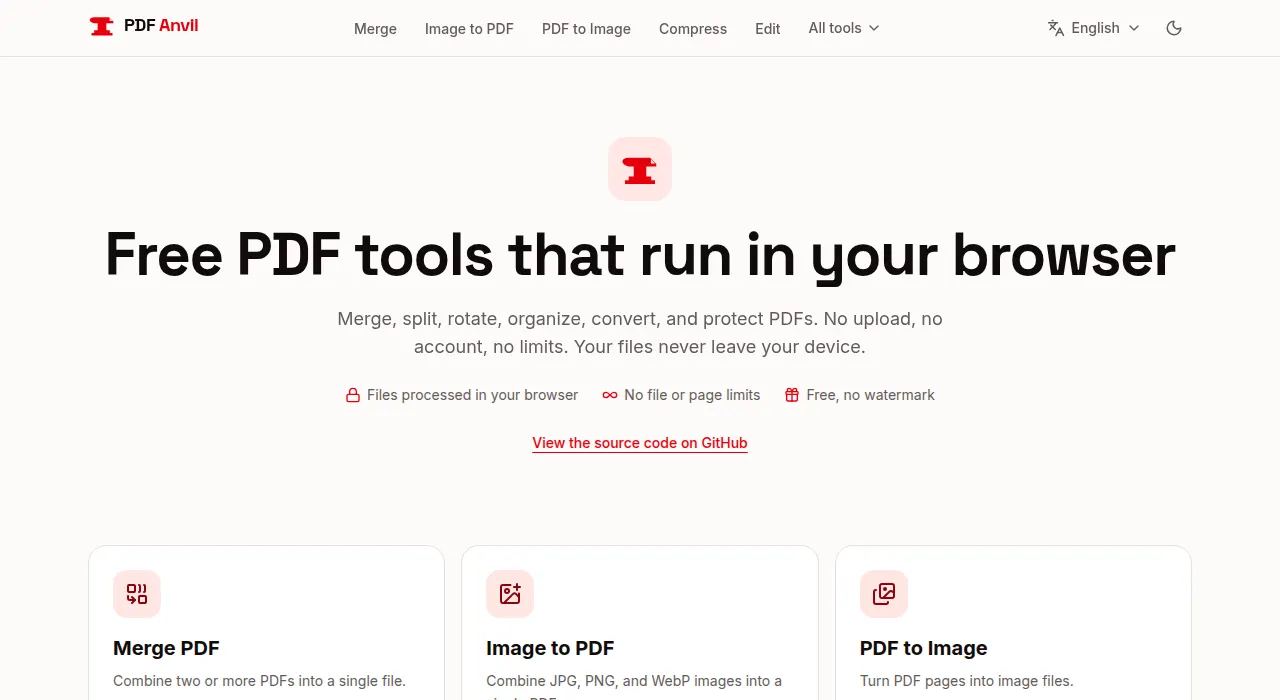 PDF Anvil
Merge
Image to PDF
PDF to Image
Compress
Edit
All tools
English
Free PDF tools that run in your browser
Merge, split, rotate, organize, convert, and protect PDFs. No upload, no
account, no limits. Your files never leave your device.
Files processed in your browser
No file or page limits
Free, no watermark
View the source code on GitHub
Merge PDF
Combine two or more PDFs into a single file.
Image to PDF
Combine JPG, PNG, and WebP images into a
PDF to Image
Turn PDF pages into image files.